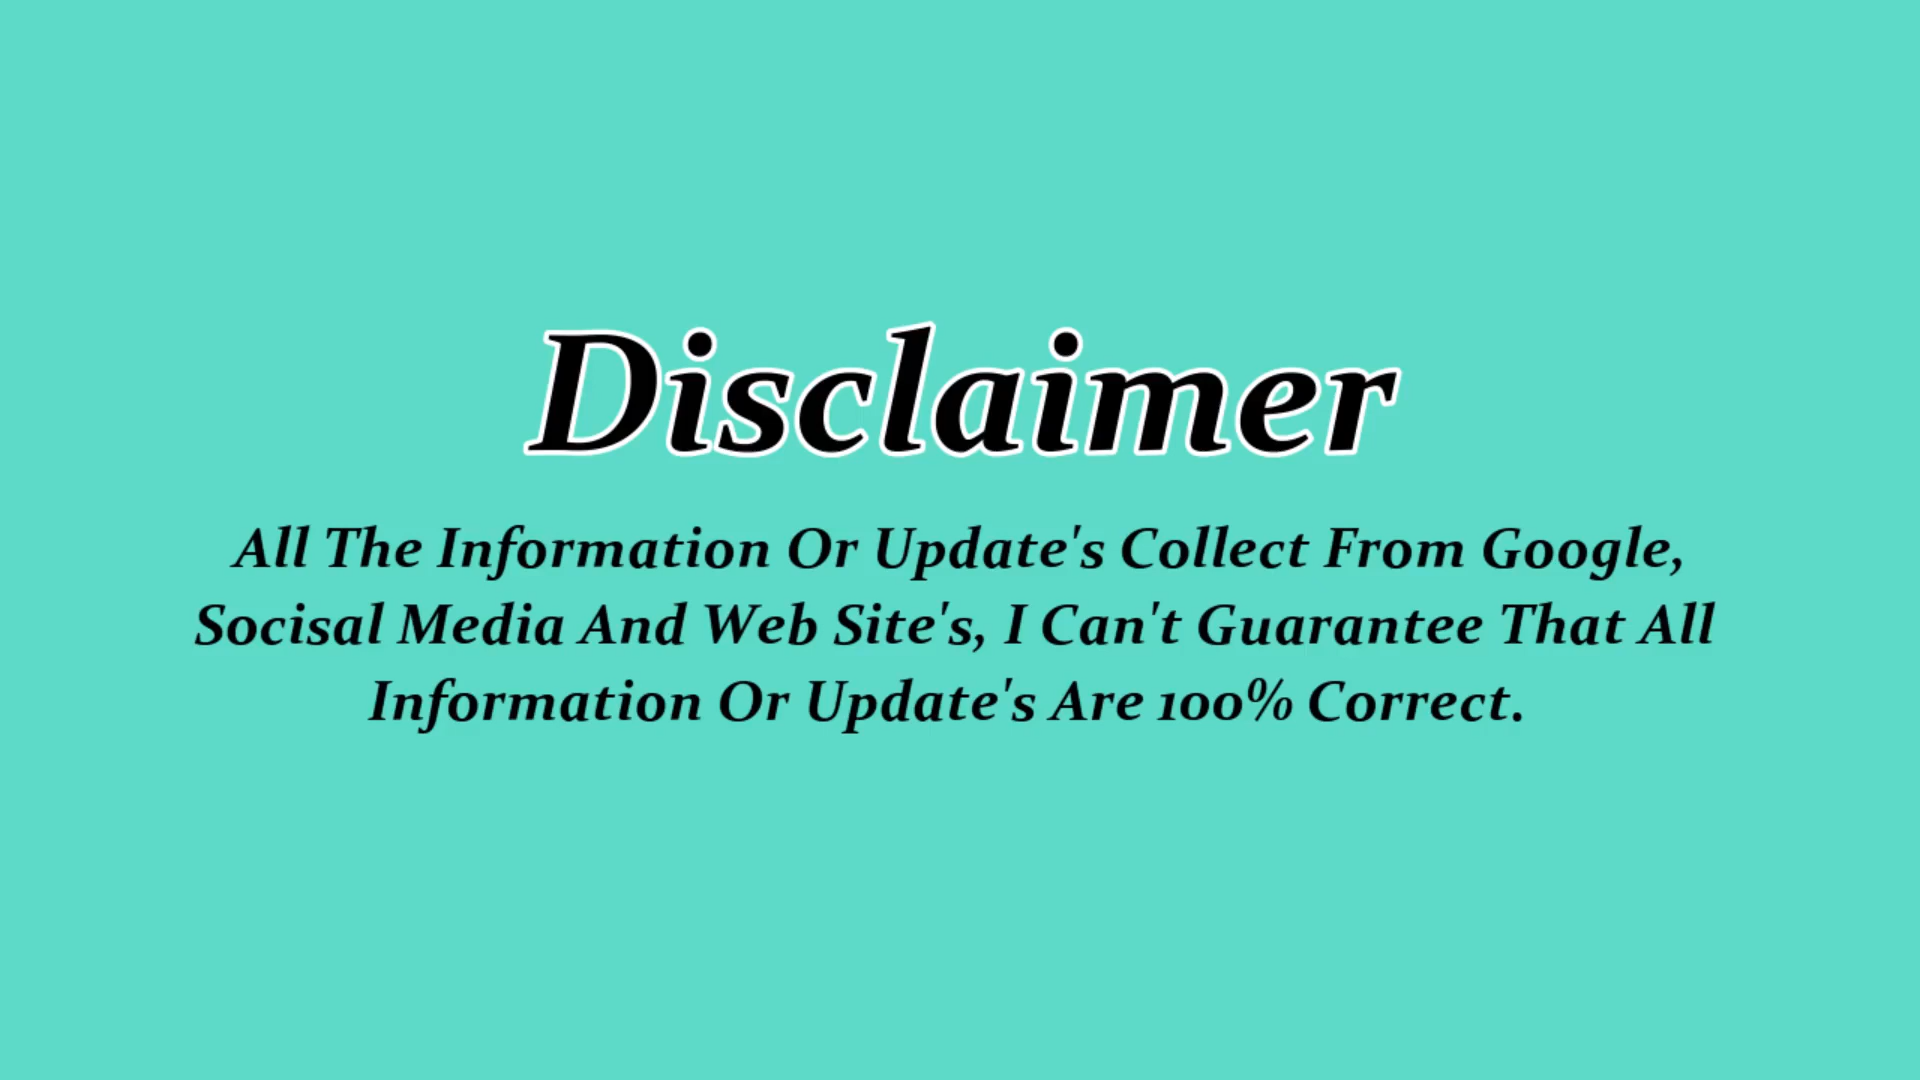 Disclaimer
All The Information Or Update's Collect From Google,
Socisal Media And Web Site's, I Can't Guarantee That All
Information Or Update's Are 100% Correct.